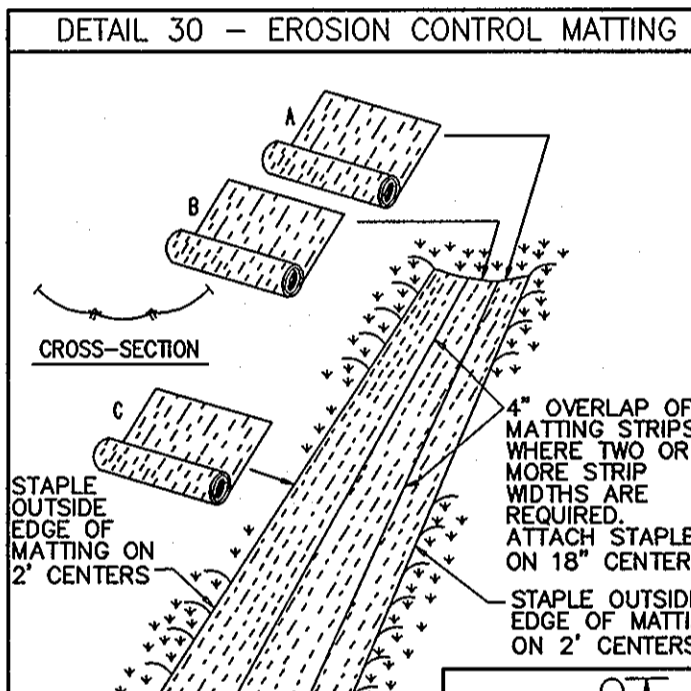 DETAIL 30 – EROSION CONTROL MATTING
A
B
CROSS–SECTION
C
4" OVERLAP OF
MATTING STRIPS
WHERE TWO OR
MORE STRIP
WIDTHS ARE
REQUIRED.
ATTACH STAPLE
ON 18" CENTER
STAPLE
OUTSIDE
EDGE OF
MATTING ON
2' CENTERS
STAPLE OUTSIDE
EDGE OF MATTI
ON 2' CENTERS